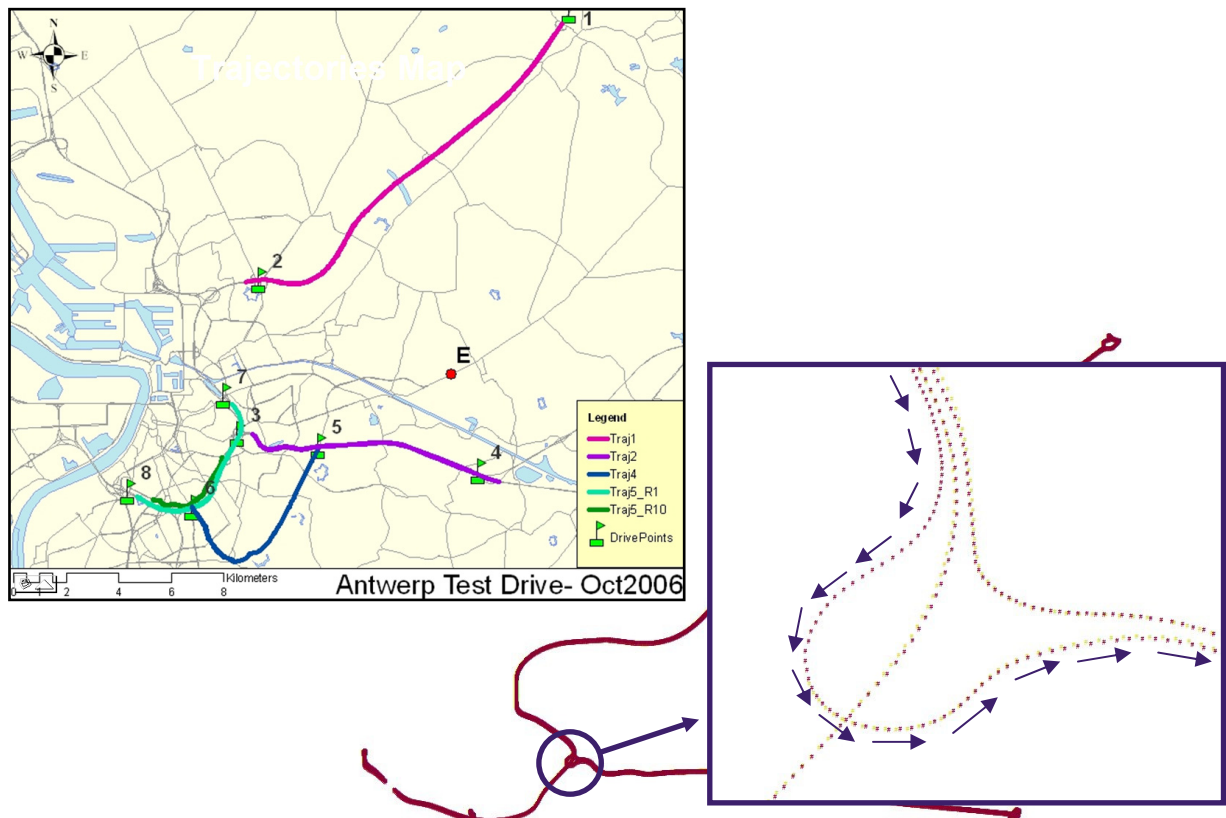 N
W E
S
Trajectories Map
1
2
E
7
3
5
4
8
6
Legend
Traj1
Traj2
Traj4
Traj5_R1
Traj5_R10
DrivePoints
Kilometers
0 1 2 4 6 8
Antwerp Test Drive- Oct2006